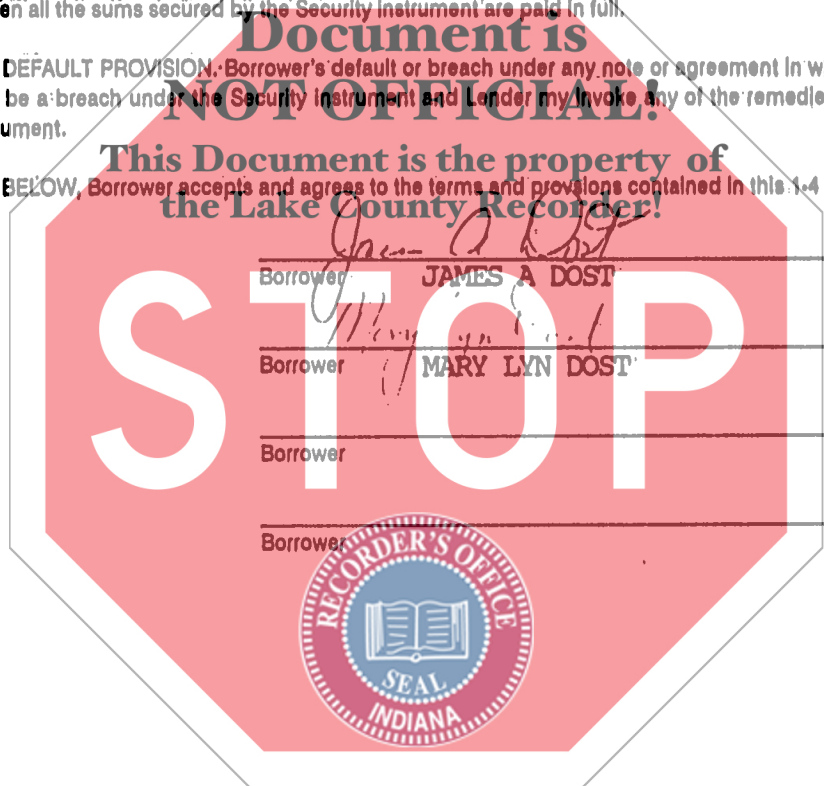 en all the sums secured by the Security Instrument are paid in full.
Document is
DEFAULT PROVISION. Borrower's default or breach under any note or agreement in w
NOT OFFICIAL!
be a breach under the Security Instrument and Lender my invoke any of the remedie
ument.
This Document is the property of
BELOW, Borrower accepts and agrees to the terms and provsions contained in this 1-4
the Lake County Recorder!
James A Dost
Borrower JAMES A DOST
STOP
Borrower MARY LYN DOST
Borrower
Borrower
RECORDER'S OFFICE
SEAL
INDIANA